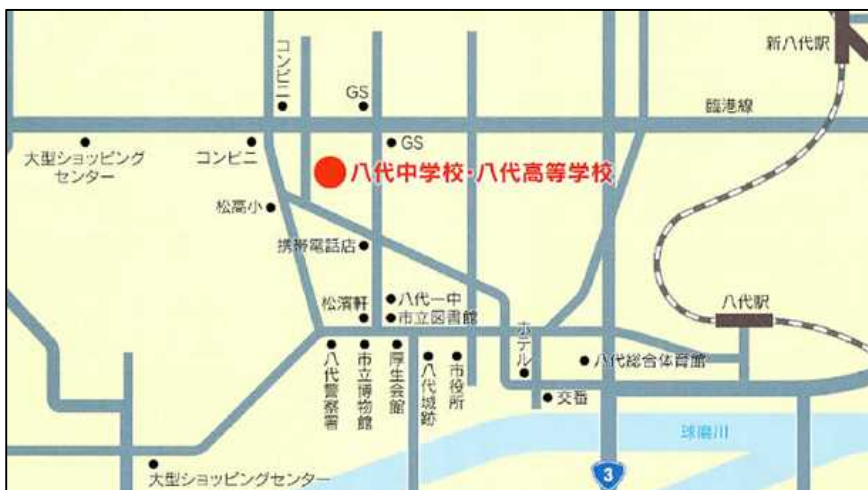 新八代駅
コンビニ
GS
臨港線
大型ショッピング
センター
コンビニ
GS
八代中学校・八代高等学校
松高小
携帯電話店
八代一中
松濱軒
市立図書館
八代駅
ホテル
八代総合体育館
八代警察署
市立博物館
厚生会館
八代城跡
市役所
交番
球磨川
大型ショッピングセンター
3